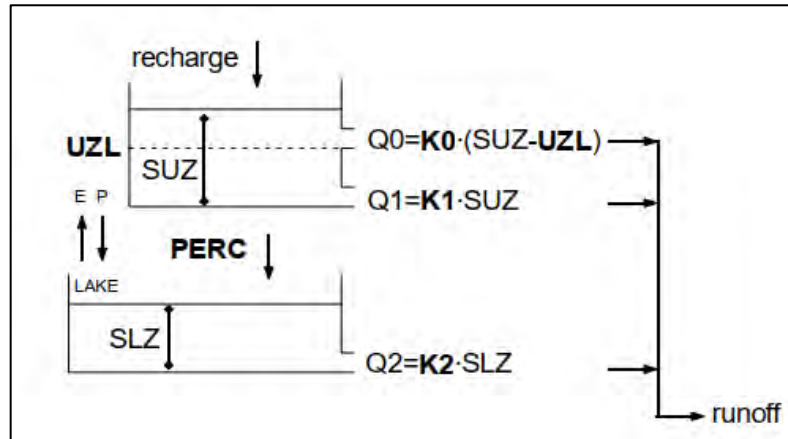 recharge
Q0=K0·(SUZ-UZL)
UZL
SUZ
E P
Q1=K1·SUZ
PERC
LAKE
SLZ
Q2=K2·SLZ
runoff